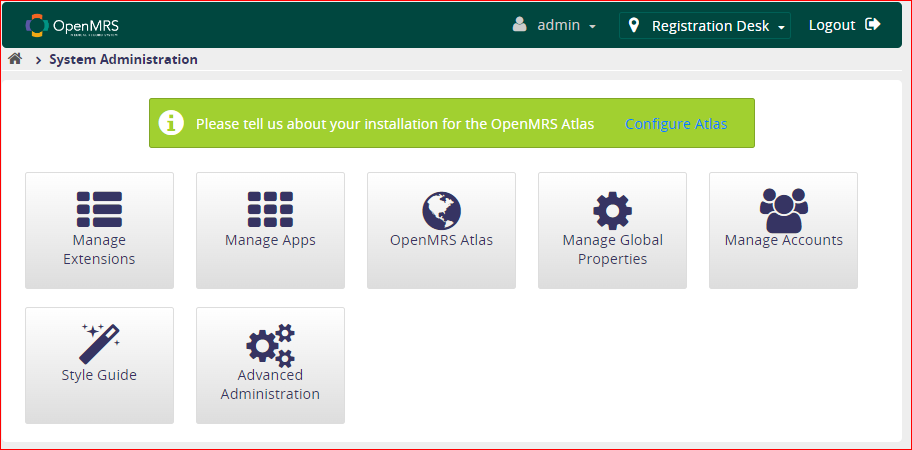 OpenMRS
admin
Registration Desk
Logout
System Administration
Please tell us about your installation for the OpenMRS Atlas
Configure Atlas
Manage
Extensions
Manage Apps
OpenMRS Atlas
Manage Global
Properties
Manage Accounts
Style Guide
Advanced
Administration